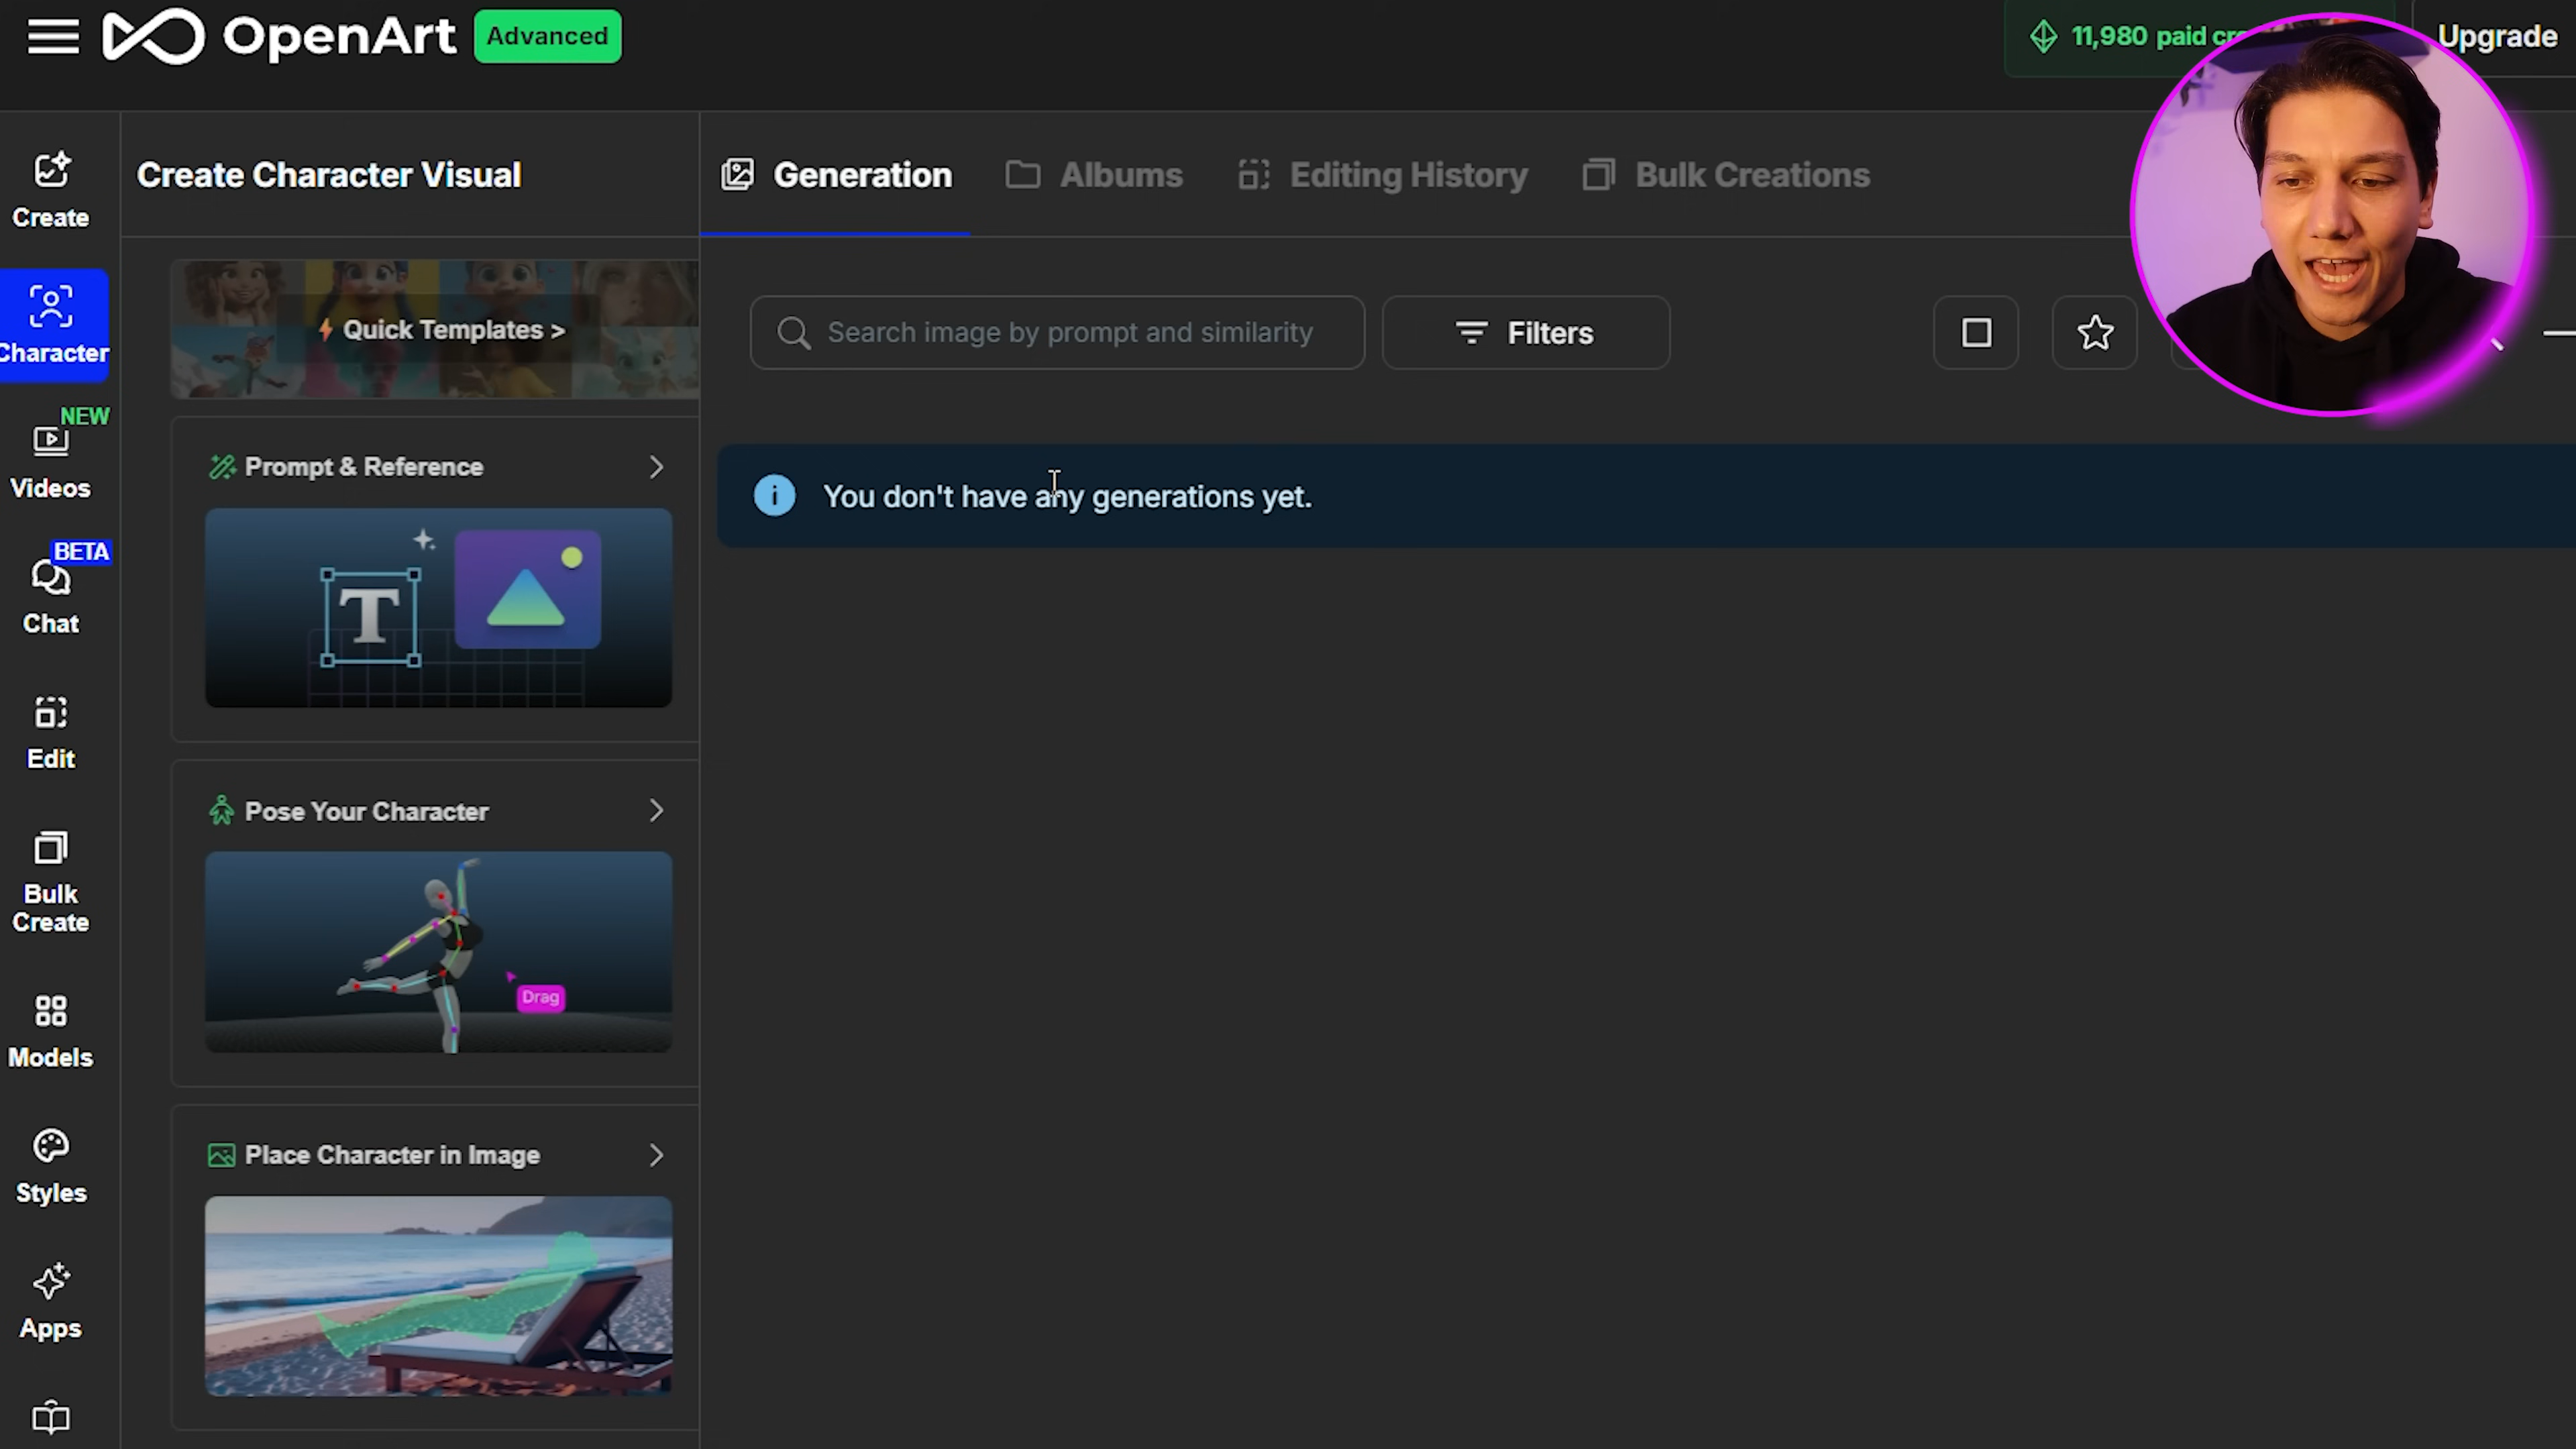 OpenArt
Advanced
11,980 paid
Upgrade
Create
Character
NEW
Videos
BETA
Chat
Edit
Bulk
Create
Models
Styles
Apps
Create Character Visual
Quick Templates >
Prompt & Reference
T
Pose Your Character
Drag
Place Character in Image
Generation
Albums
Editing History
Bulk Creations
Search image by prompt and similarity
Filters
i
You don't have any generations yet.